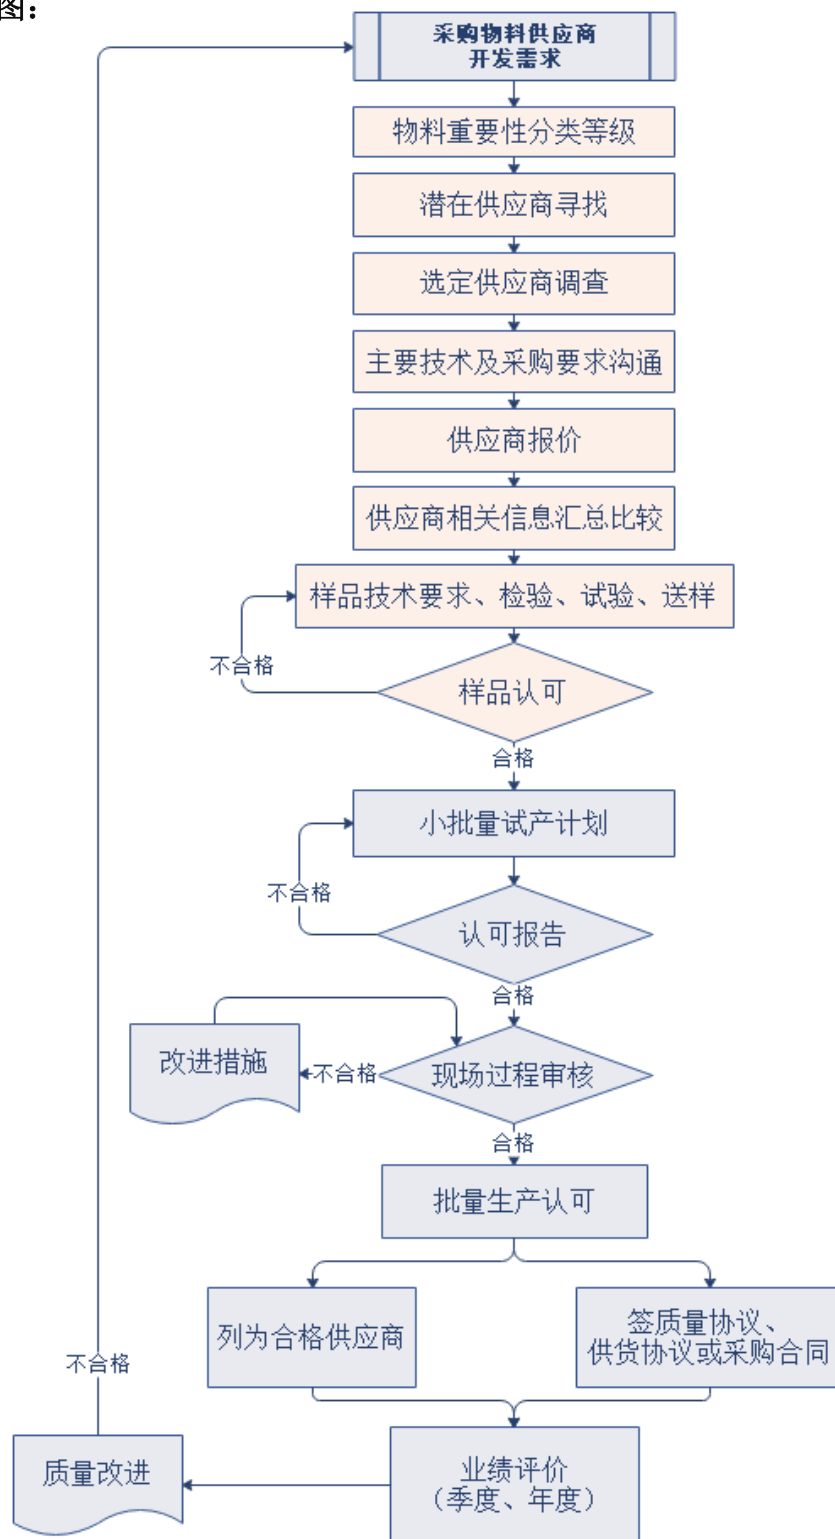 图：
采购物料供应商
开发需求
物料重要性分类等级
潜在供应商寻找
选定供应商调查
主要技术及采购要求沟通
供应商报价
供应商相关信息汇总比较
样品技术要求、检验、试验、送样
不合格
样品认可
合格
小批量试产计划
不合格
认可报告
合格
改进措施
不合格
现场过程审核
合格
批量生产认可
列为合格供应商
签质量协议、
供货协议或采购合同
不合格
质量改进
业绩评价
（季度、年度）